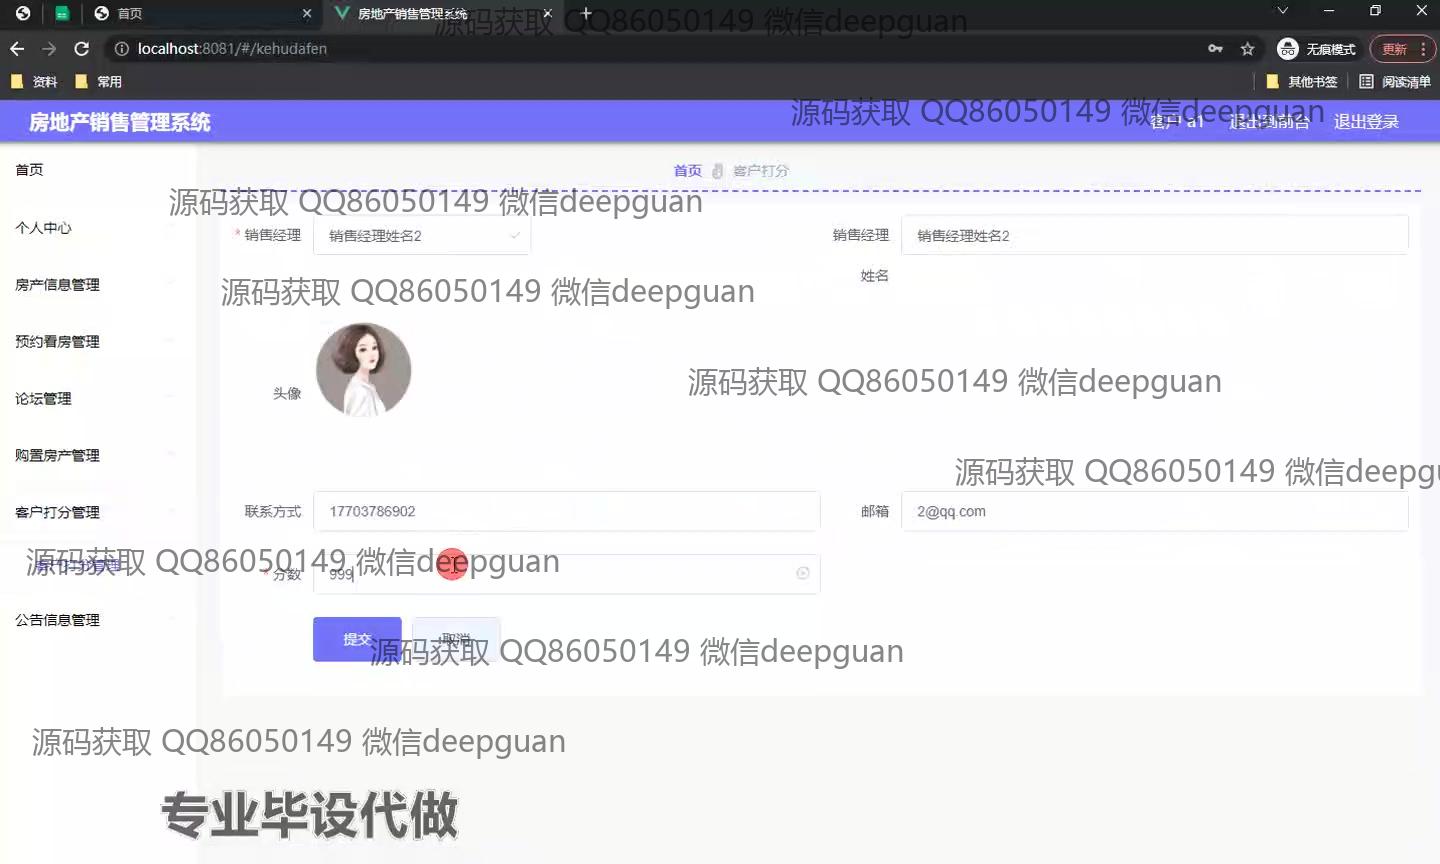 首页
房地产销售管理系统
源码获取 QQ86050149 微信deepguan
localhost:8081/#/kehudafen
无痕模式
更新
资料
常用
其他书签
阅读清单
房地产销售管理系统
源码获取 QQ86050149 微信deepguan
客户 a1
退出到前台
退出登录
首页
客户打分
源码获取 QQ86050149 微信deepguan
首页
个人中心
房产信息管理
预约看房管理
论坛管理
购置房产管理
客户打分管理
客户打分管理
公告信息管理
* 销售经理
销售经理姓名2
销售经理
姓名
销售经理姓名2
源码获取 QQ86050149 微信deepguan
头像
源码获取 QQ86050149 微信deepguan
源码获取 QQ86050149 微信deepgu
联系方式
17703786902
邮箱
2@qq.com
源码获取 QQ86050149 微信deepguan
* 分数
999
提交
取消
源码获取 QQ86050149 微信deepguan
源码获取 QQ86050149 微信deepguan
专业毕设代做